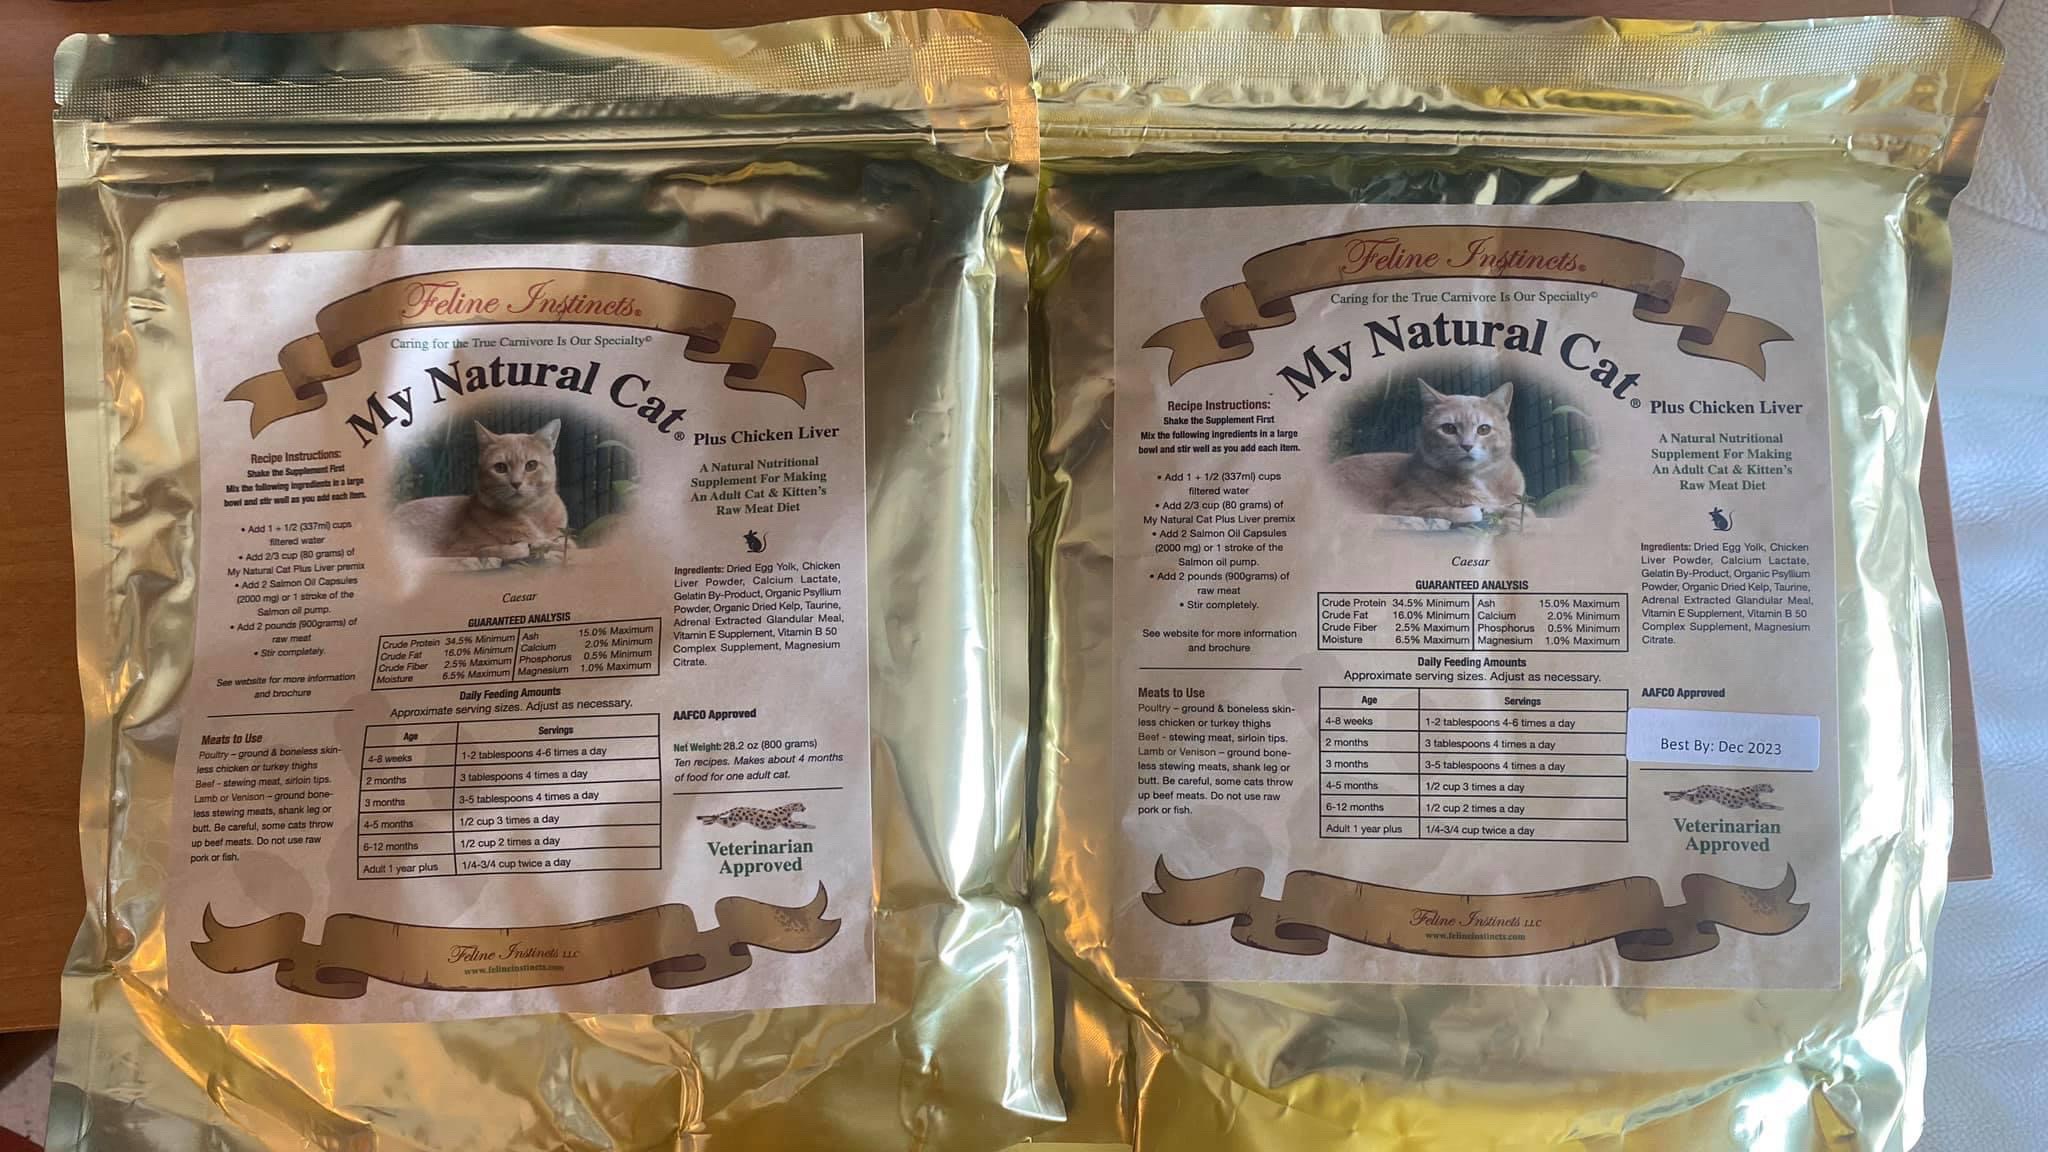 Feline Instincts®
Caring for the True Carnivore Is Our Specialty©
My Natural Cat®
Plus Chicken Liver
Recipe Instructions:
Shake the Supplement First
Mix the following ingredients in a large
bowl and stir well as you add each item.
• Add 1 + 1/2 (337ml) cups
filtered water
• Add 2/3 cup (80 grams) of
My Natural Cat Plus Liver premix
• Add 2 Salmon Oil Capsules
(2000 mg) or 1 stroke of the
Salmon oil pump.
• Add 2 pounds (900grams) of
raw meat
• Stir completely.
See website for more information
and brochure
Meats to Use
Poultry – ground & boneless skin-
less chicken or turkey thighs
Beef - stewing meat, sirloin tips.
Lamb or Venison – ground bone-
less stewing meats, shank leg or
butt. Be careful, some cats throw
up beef meats. Do not use raw
pork or fish.
Caesar
GUARANTEED ANALYSIS
Crude Protein 34.5% Minimum Ash 15.0% Maximum
Crude Fat 16.0% Minimum Calcium 2.0% Minimum
Crude Fiber 2.5% Maximum Phosphorus 0.5% Minimum
Moisture 6.5% Maximum Magnesium 1.0% Maximum
Daily Feeding Amounts
Approximate serving sizes. Adjust as necessary.
Age Servings
4-8 weeks 1-2 tablespoons 4-6 times a day
2 months 3 tablespoons 4 times a day
3 months 3-5 tablespoons 4 times a day
4-5 months 1/2 cup 3 times a day
6-12 months 1/2 cup 2 times a day
Adult 1 year plus 1/4-3/4 cup twice a day
A Natural Nutritional
Supplement For Making
An Adult Cat & Kitten's
Raw Meat Diet
Ingredients: Dried Egg Yolk, Chicken
Liver Powder, Calcium Lactate,
Gelatin By-Product, Organic Psyllium
Powder, Organic Dried Kelp, Taurine,
Adrenal Extracted Glandular Meal,
Vitamin E Supplement, Vitamin B 50
Complex Supplement, Magnesium
Citrate.
AAFCO Approved
Net Weight: 28.2 oz (800 grams)
Ten recipes. Makes about 4 months
of food for one adult cat.
Veterinarian
Approved
Feline Instincts LLC
www.felineinstincts.com
Feline Instincts®
Caring for the True Carnivore Is Our Specialty©
My Natural Cat®
Plus Chicken Liver
Recipe Instructions:
Shake the Supplement First
Mix the following ingredients in a large
bowl and stir well as you add each item.
• Add 1 + 1/2 (337ml) cups
filtered water
• Add 2/3 cup (80 grams) of
My Natural Cat Plus Liver premix
• Add 2 Salmon Oil Capsules
(2000 mg) or 1 stroke of the
Salmon oil pump.
• Add 2 pounds (900grams) of
raw meat
• Stir completely.
See website for more information
and brochure
Meats to Use
Poultry – ground & boneless skin-
less chicken or turkey thighs
Beef - stewing meat, sirloin tips.
Lamb or Venison – ground bone-
less stewing meats, shank leg or
butt. Be careful, some cats throw
up beef meats. Do not use raw
pork or fish.
Caesar
GUARANTEED ANALYSIS
Crude Protein 34.5% Minimum Ash 15.0% Maximum
Crude Fat 16.0% Minimum Calcium 2.0% Minimum
Crude Fiber 2.5% Maximum Phosphorus 0.5% Minimum
Moisture 6.5% Maximum Magnesium 1.0% Maximum
Daily Feeding Amounts
Approximate serving sizes. Adjust as necessary.
Age Servings
4-8 weeks 1-2 tablespoons 4-6 times a day
2 months 3 tablespoons 4 times a day
3 months 3-5 tablespoons 4 times a day
4-5 months 1/2 cup 3 times a day
6-12 months 1/2 cup 2 times a day
Adult 1 year plus 1/4-3/4 cup twice a day
A Natural Nutritional
Supplement For Making
An Adult Cat & Kitten's
Raw Meat Diet
Ingredients: Dried Egg Yolk, Chicken
Liver Powder, Calcium Lactate,
Gelatin By-Product, Organic Psyllium
Powder, Organic Dried Kelp, Taurine,
Adrenal Extracted Glandular Meal,
Vitamin E Supplement, Vitamin B 50
Complex Supplement, Magnesium
Citrate.
AAFCO Approved
Best By: Dec 2023
Veterinarian
Approved
Feline Instincts LLC
www.felineinstincts.com